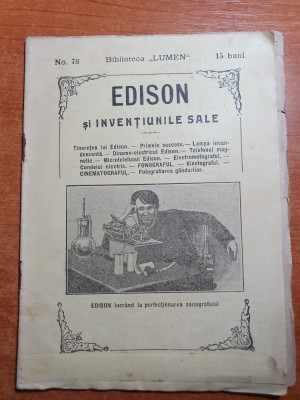 No. 78 Biblioteca „LUMEN“ 15 bani
EDISON
și INVENȚIUNILE SALE
Tinerețea lui Edison. — Primele succese. — Lampa incan-
descentă. — Dinamo-electricul Edison. — Telefonul mag-
netic. — Microtelefonul Edison. — Electromotograful. —
Condeiul electric. — FONOGRAFUL. — Kinetograful. —
CINEMATOGRAFUL. — Fotografiarea gândurilor.
EDISON lucrând la perfecționarea fonografului